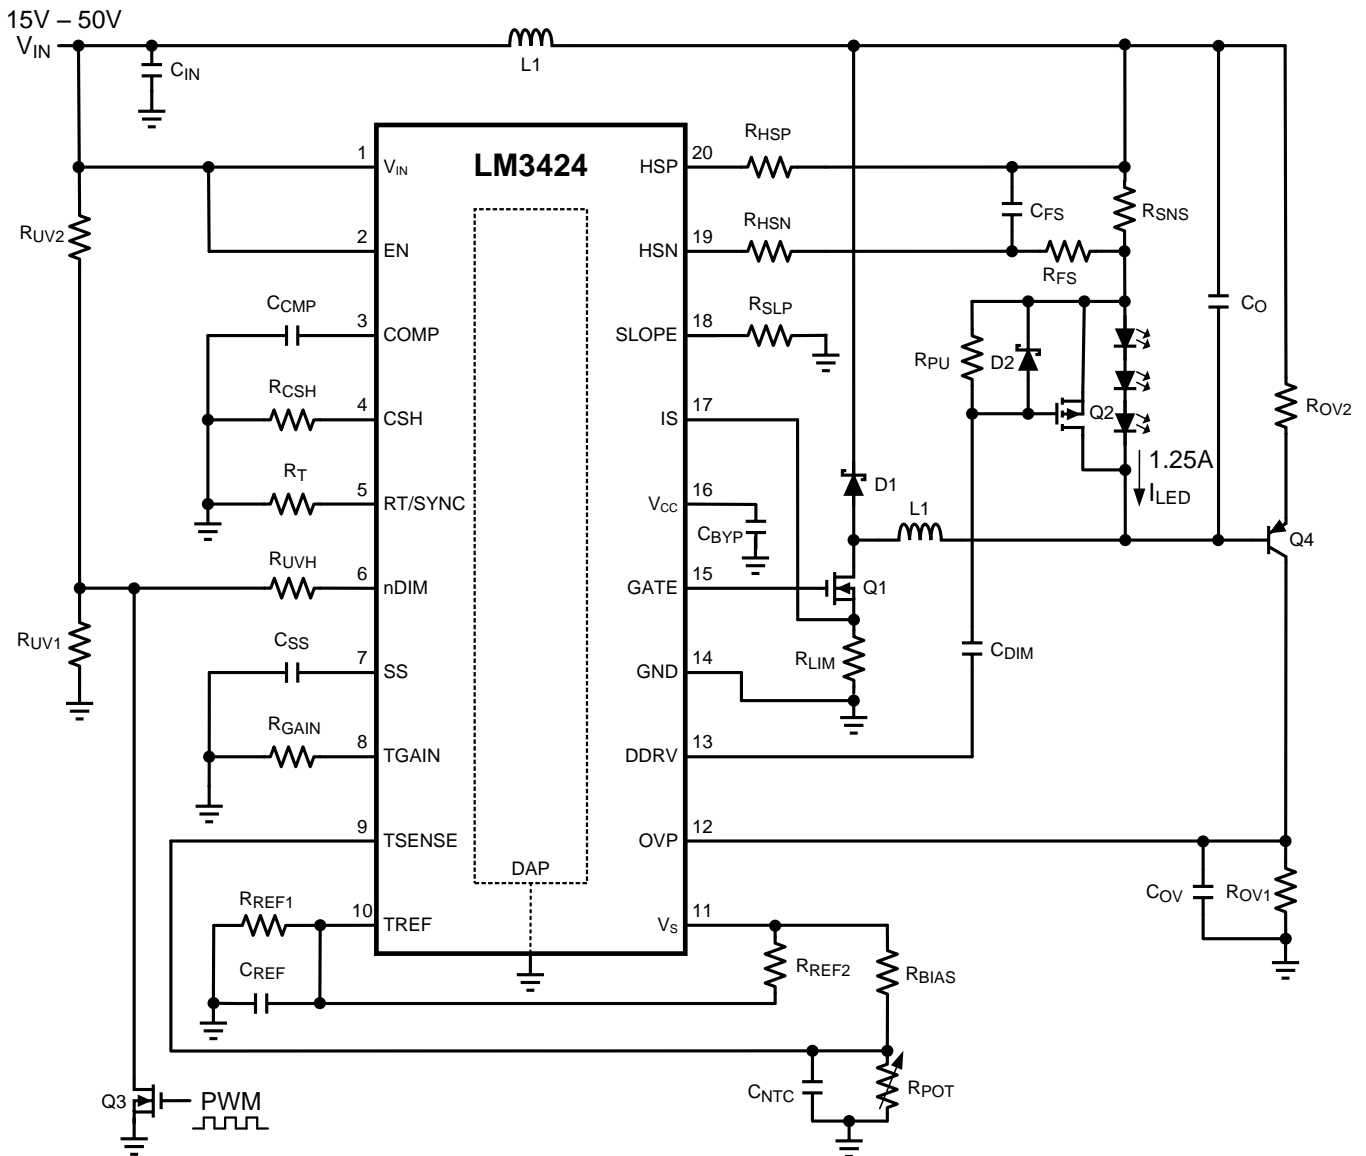 15V – 50V
VIN
CIN
L1
LM3424
1
VIN
HSP
20
RHSP
CFS
RSNS
RUV2
2
EN
HSN
19
RHSN
RFS
CCMP
3
COMP
SLOPE
18
RSLP
CO
RPU
D2
RCSH
4
CSH
IS
17
Q2
ROV2
1.25A
ILED
RT
5
RT/SYNC
VCC
16
CBYP
D1
L1
Q4
RUVH
6
nDIM
GATE
15
Q1
RUV1
CSS
7
SS
GND
14
RLIM
CDIM
RGAIN
8
TGAIN
DDRV
13
9
TSENSE
OVP
12
DAP
COV
ROV1
RREF1
10
TREF
VS
11
CREF
RREF2
RBIAS
CNTC
RPOT
Q3
PWM